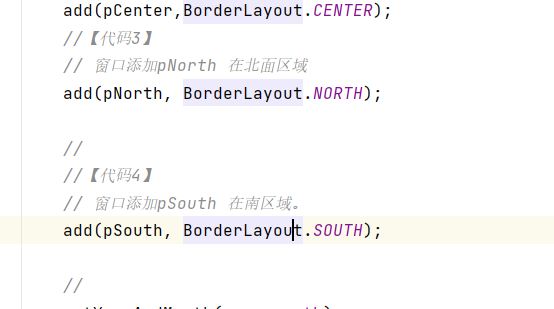 add(pCenter,BorderLayout.CENTER);
//【代码3】
// 窗口添加pNorth 在北面区域
add(pNorth, BorderLayout.NORTH);
//
//【代码4】
// 窗口添加pSouth 在南区域。
add(pSouth, BorderLayout.SOUTH);
//